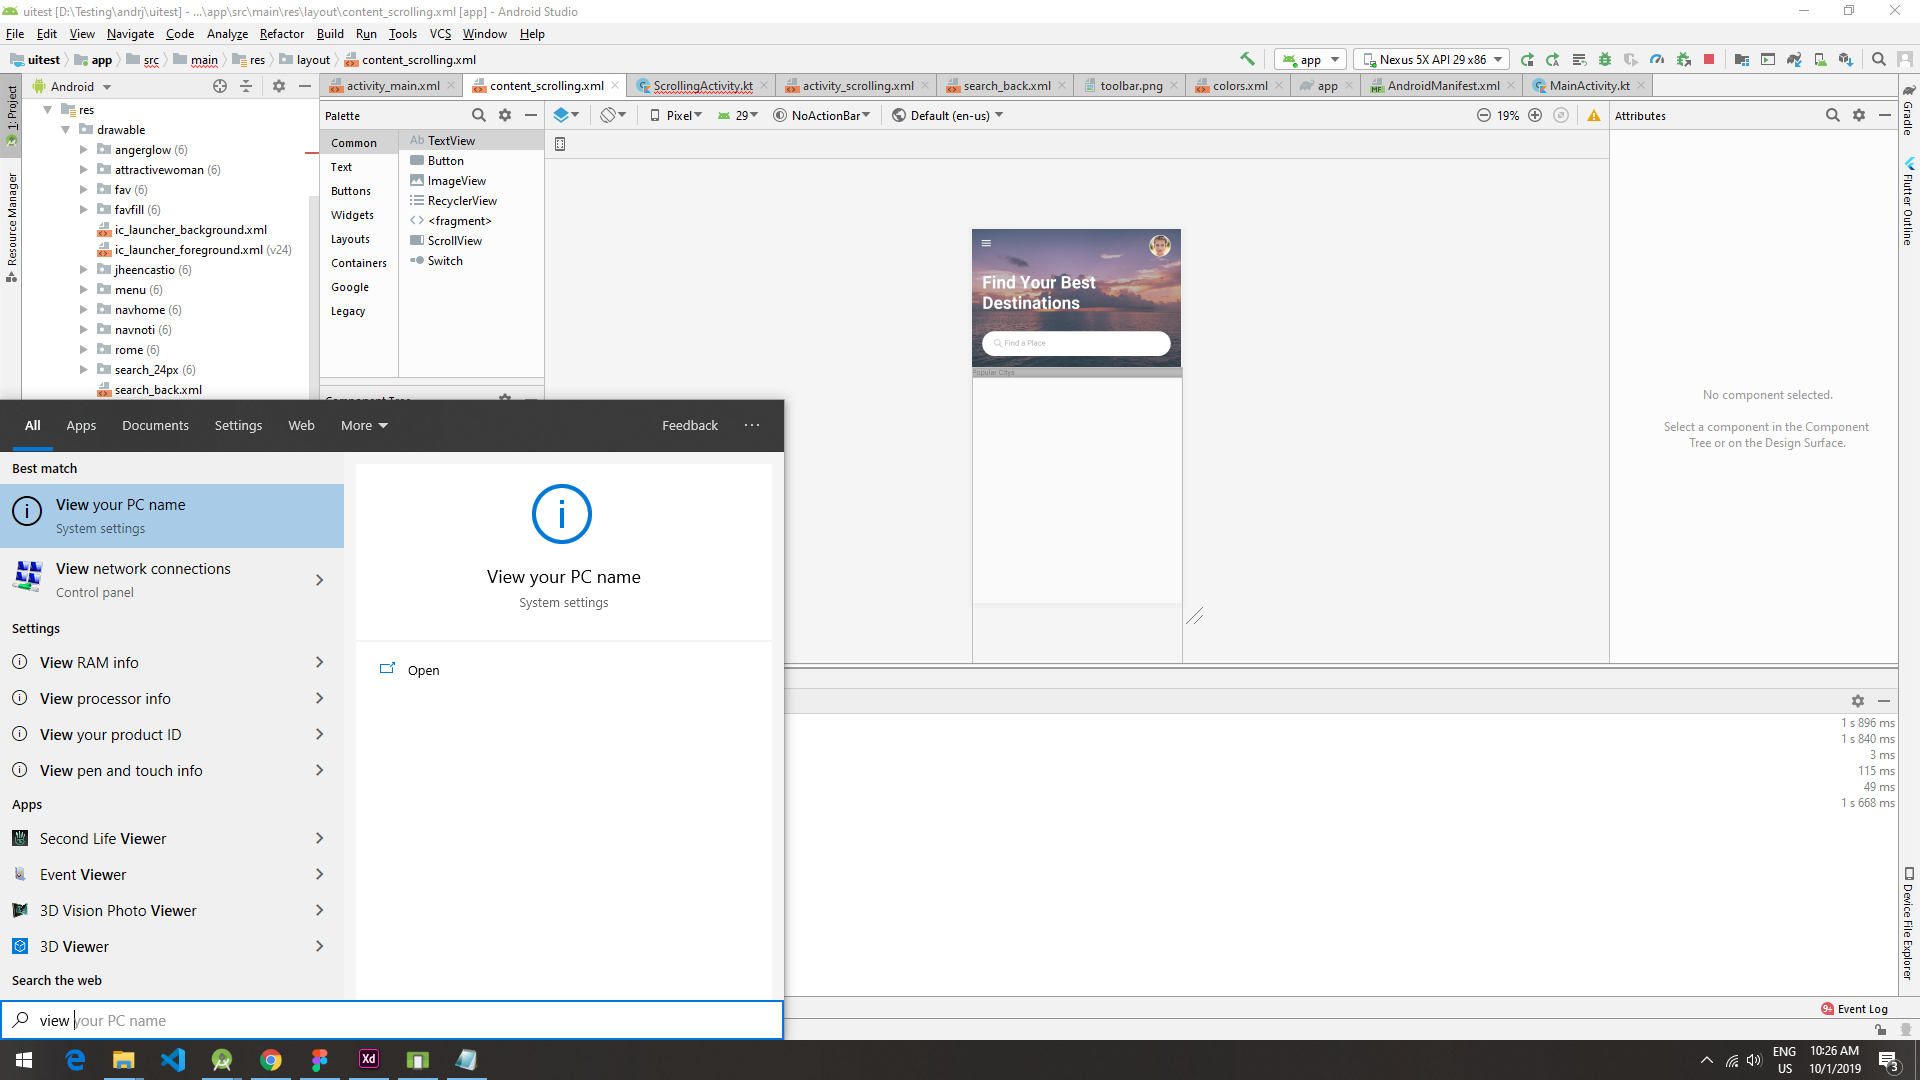 uitest [D:\Testing\andrj\uitest] - ...\app\src\main\res\layout\content_scrolling.xml [app] - Android Studio
File Edit View Navigate Code Analyze Refactor Build Run Tools VCS Window Help
uitest app src main res layout content_scrolling.xml
app Nexus 5X API 29 x86
Android
activity_main.xml content_scrolling.xml ScrollingActivity.kt activity_scrolling.xml search_back.xml toolbar.png colors.xml app AndroidManifest.xml MainActivity.kt
1: Project
Resource Manager
res
drawable
angerglow (6)
attractivewoman (6)
fav (6)
favfill (6)
ic_launcher_background.xml
ic_launcher_foreground.xml (v24)
jheencastio (6)
menu (6)
navhome (6)
navnoti (6)
rome (6)
search_24px (6)
search_back.xml
Palette
Common
Text
Buttons
Widgets
Layouts
Containers
Google
Legacy
Ab TextView
Button
ImageView
RecyclerView
<fragment>
ScrollView
Switch
Component Tree
Pixel 29 NoActionBar Default (en-us) 19%
Find Your Best
Destinations
Find a Place
Popular Citys
Attributes
No component selected.
Select a component in the Component
Tree or on the Design Surface.
Gradle
Flutter Outline
Device File Explorer
1 s 896 ms
1 s 840 ms
3 ms
115 ms
49 ms
1 s 668 ms
9+ Event Log
All Apps Documents Settings Web More Feedback ...
Best match
View your PC name
System settings
View network connections
Control panel
Settings
View RAM info
View processor info
View your product ID
View pen and touch info
Apps
Second Life Viewer
Event Viewer
3D Vision Photo Viewer
3D Viewer
Search the web
View your PC name
System settings
Open
view your PC name
Xd
ENG
US
10:26 AM
10/1/2019
3